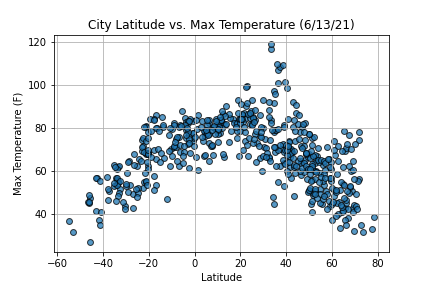 City Latitude vs. Max Temperature (6/13/21)
120
100
80
60
40
Max Temperature (F)
−60 −40 −20 0 20 40 60 80
Latitude